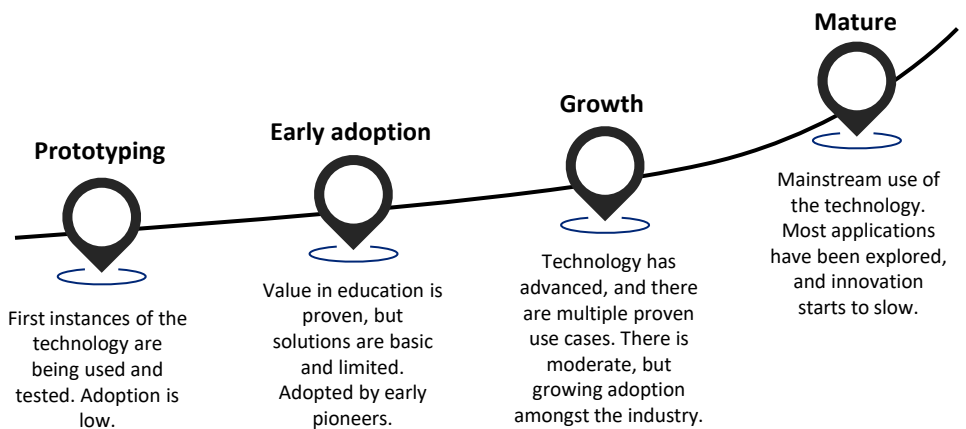 Prototyping
First instances of the
technology are
being used and
tested. Adoption is
low.
Early adoption
Value in education is
proven, but
solutions are basic
and limited.
Adopted by early
pioneers.
Growth
Technology has
advanced, and there
are multiple proven
use cases. There is
moderate, but
growing adoption
amongst the industry.
Mature
Mainstream use of
the technology.
Most applications
have been explored,
and innovation
starts to slow.